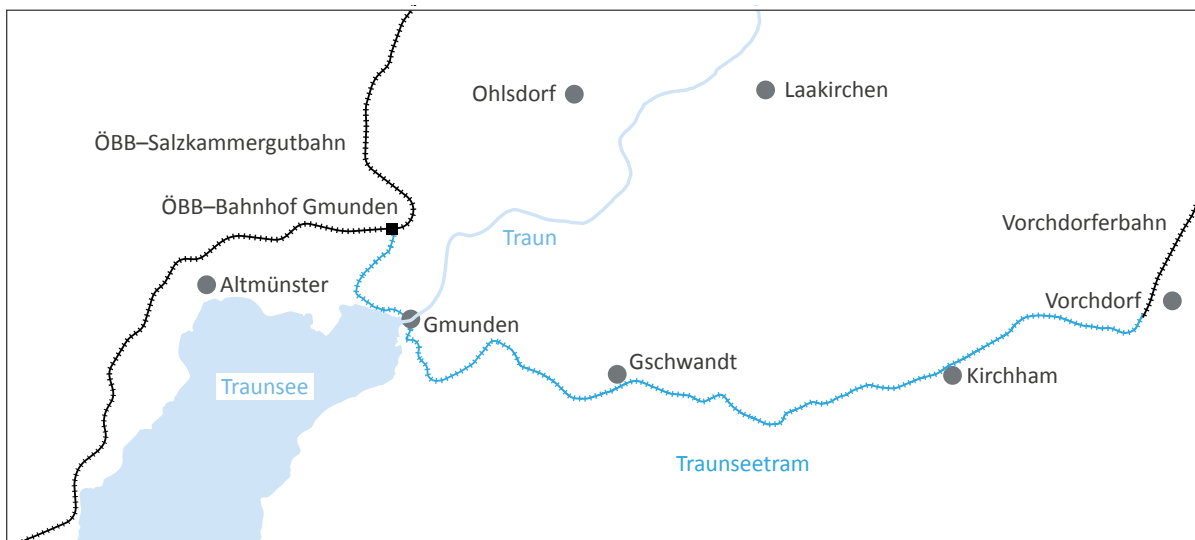 Ohlsdorf
Laakirchen
ÖBB–Salzkammergutbahn
ÖBB–Bahnhof Gmunden
Traun
Vorchdorferbahn
Altmünster
Vorchdorf
Gmunden
Gschwandt
Traunsee
Kirchham
Traunseetram